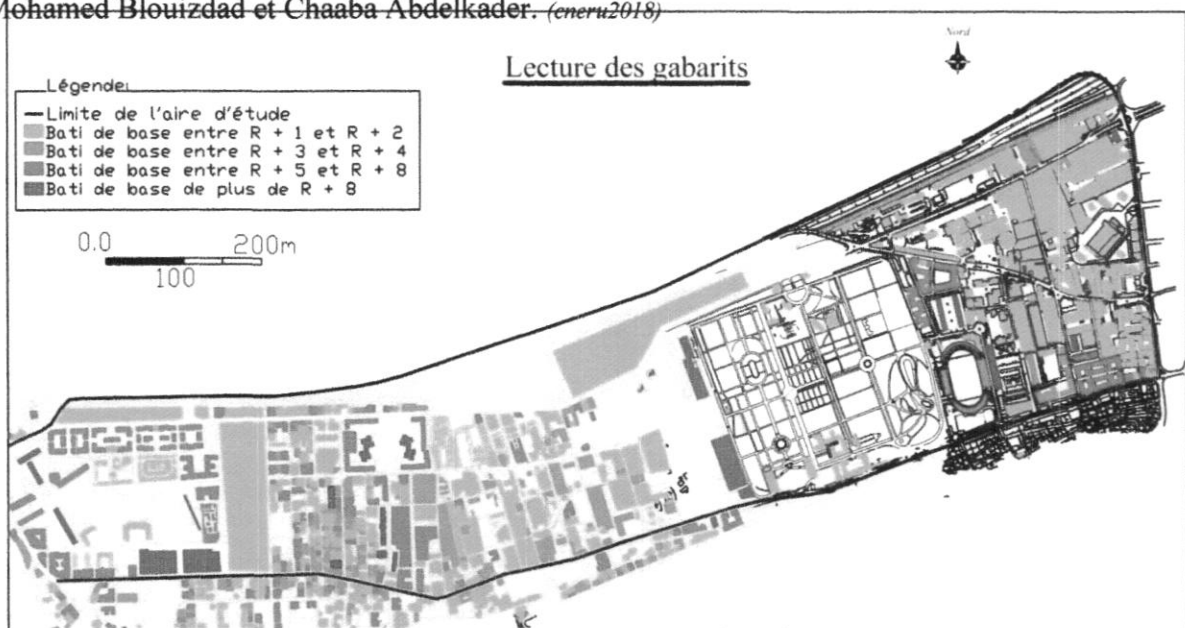 Mohamed Blouizdad et Chaaba Abdelkader. (cneru2018)
Nord
Lecture des gabarits
Légende:
Limite de l'aire d'étude
Bati de base entre R + 1 et R + 2
Bati de base entre R + 3 et R + 4
Bati de base entre R + 5 et R + 8
Bati de base de plus de R + 8
0.0 200m
100